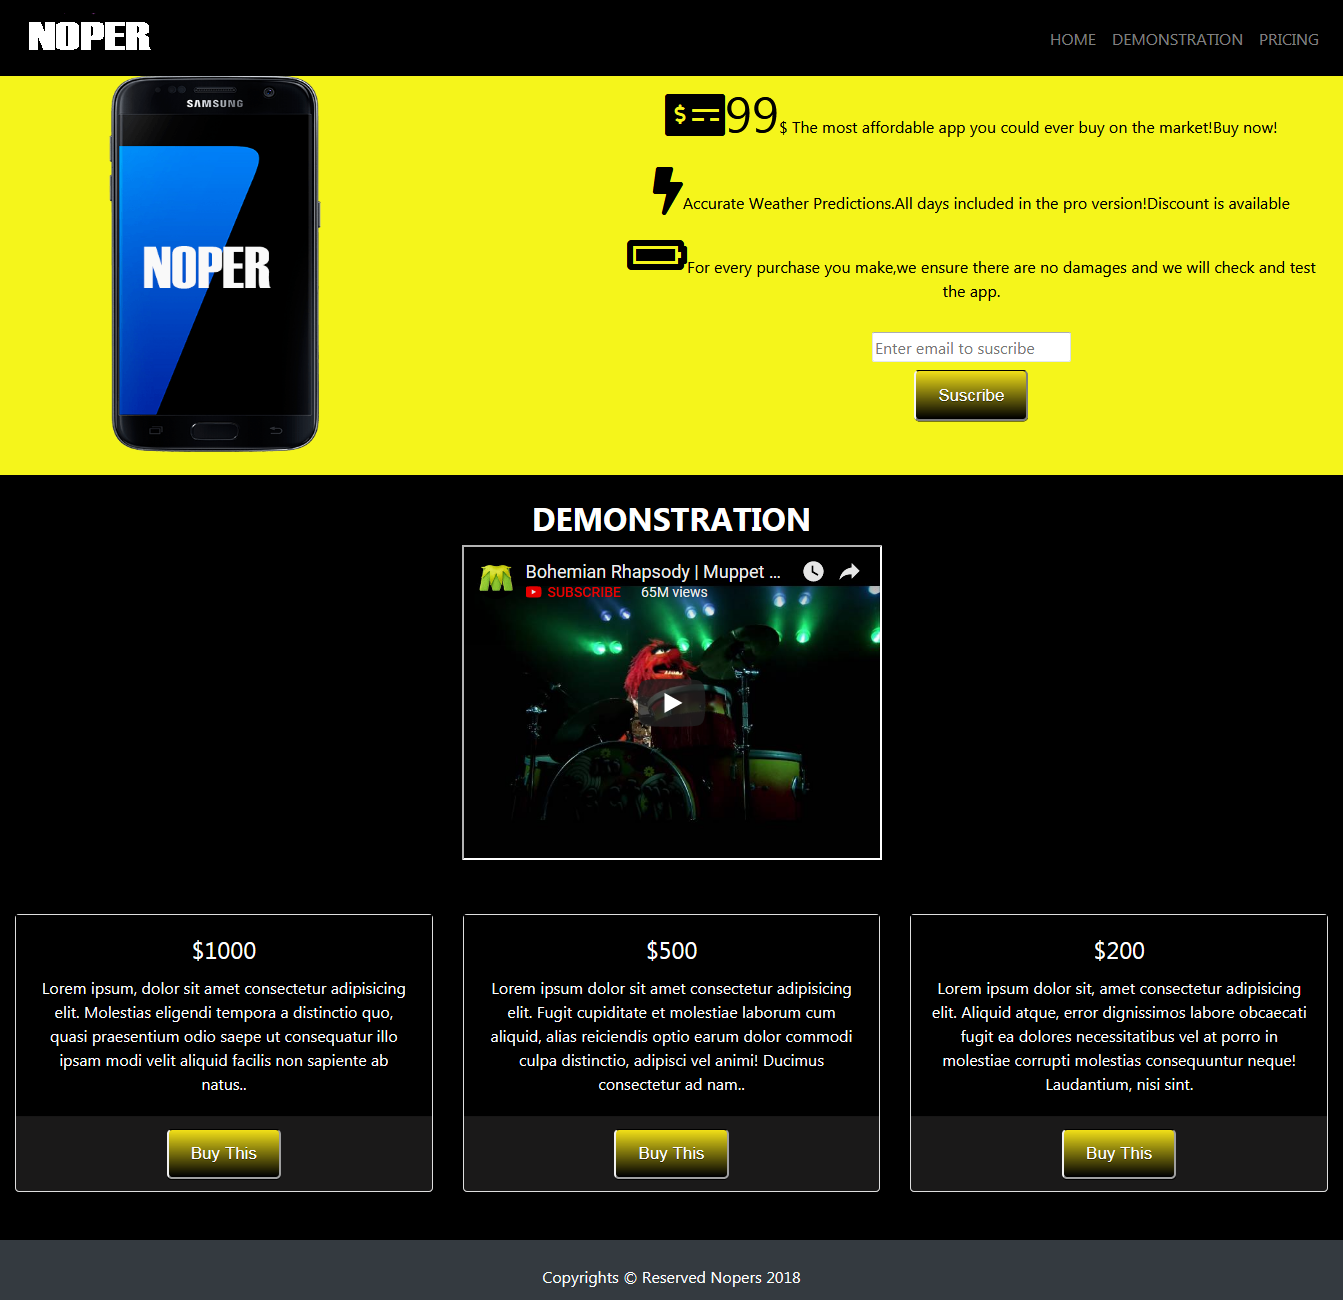 NOPER
HOME DEMONSTRATION PRICING
SAMSUNG
NOPER
$ 99$ The most affordable app you could ever buy on the market!Buy now!
Accurate Weather Predictions.All days included in the pro version!Discount is available
For every purchase you make,we ensure there are no damages and we will check and test
the app.
Enter email to suscribe
Suscribe
DEMONSTRATION
Bohemian Rhapsody | Muppet ...
SUBSCRIBE 65M views
$1000
Lorem ipsum, dolor sit amet consectetur adipisicing
elit. Molestias eligendi tempora a distinctio quo,
quasi praesentium odio saepe ut consequatur illo
ipsam modi velit aliquid facilis non sapiente ab
natus..
Buy This
$500
Lorem ipsum dolor sit amet consectetur adipisicing
elit. Fugit cupiditate et molestiae laborum cum
aliquid, alias reiciendis optio earum dolor commodi
culpa distinctio, adipisci vel animi! Ducimus
consectetur ad nam..
Buy This
$200
Lorem ipsum dolor sit, amet consectetur adipisicing
elit. Aliquid atque, error dignissimos labore obcaecati
fugit ea dolores necessitatibus vel at porro in
molestiae corrupti molestias consequuntur neque!
Laudantium, nisi sint.
Buy This
Copyrights © Reserved Nopers 2018